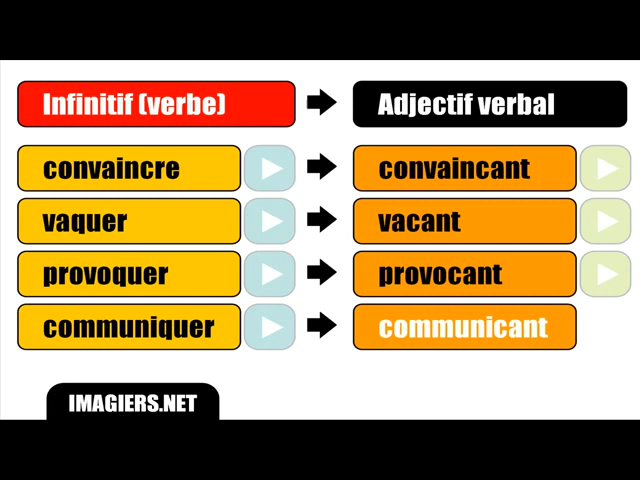 Infinitif (verbe) Adjectif verbal
convaincre convaincant
vaquer vacant
provoquer provocant
communiquer communicant
IMAGIERS.NET